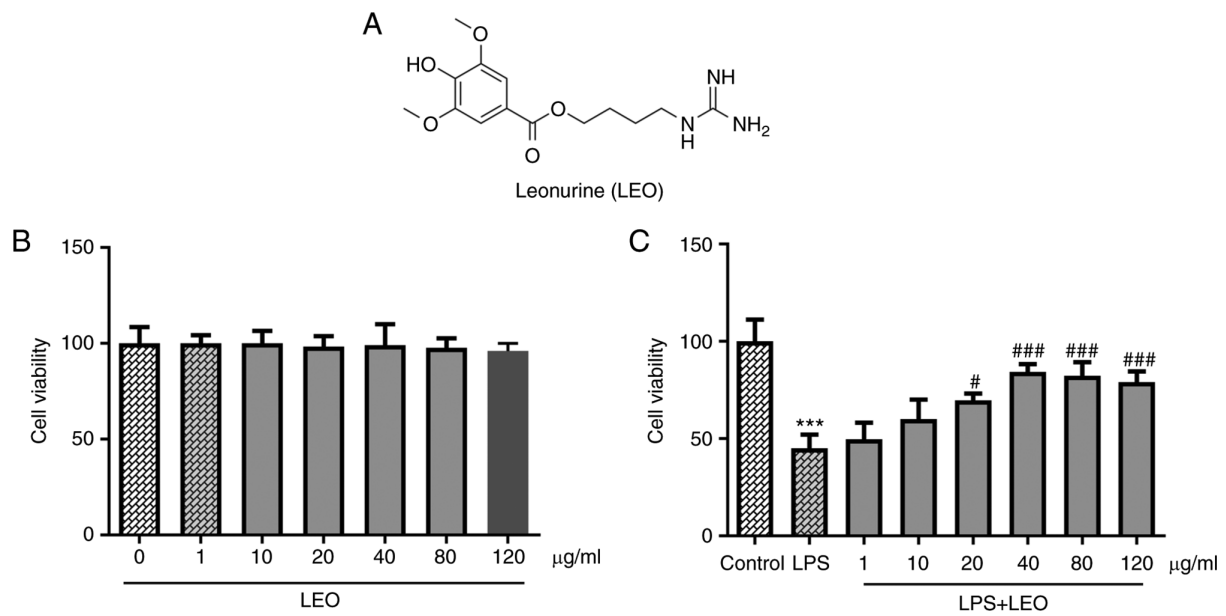 A
O
HO
O
O
O
N
H
NH
NH2
Leonurine (LEO)
B
150
100
50
0
Cell viability
0 1 10 20 40 80 120 μg/ml
LEO
C
150
100
50
0
Cell viability
***
#
###
###
###
Control LPS 1 10 20 40 80 120 μg/ml
LPS+LEO